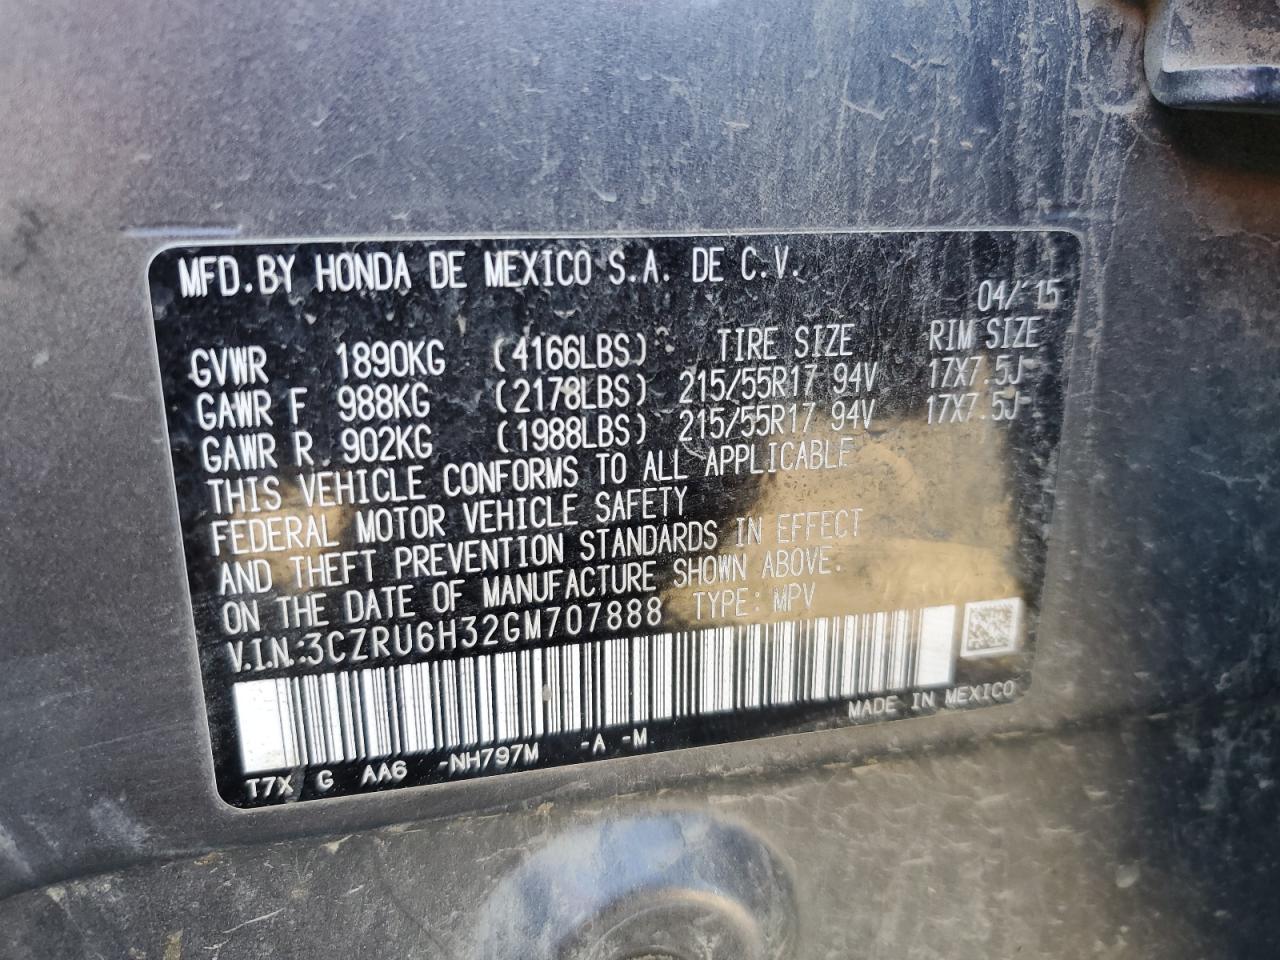 MFD.BY HONDA DE MEXICO S.A. DE C.V.
04/15
GVWR 1890KG (4166LBS) TIRE SIZE RIM SIZE
GAWR F 988KG (2178LBS) 215/55R17 94V 17X7.5J
GAWR R 902KG (1988LBS) 215/55R17 94V 17X7.5J
THIS VEHICLE CONFORMS TO ALL APPLICABLE
FEDERAL MOTOR VEHICLE SAFETY
AND THEFT PREVENTION STANDARDS IN EFFECT
ON THE DATE OF MANUFACTURE SHOWN ABOVE.
V.I.N.:3CZRU6H32GM707888 TYPE: MPV
MADE IN MEXICO
T7X G AA6 -NH797M -A -M